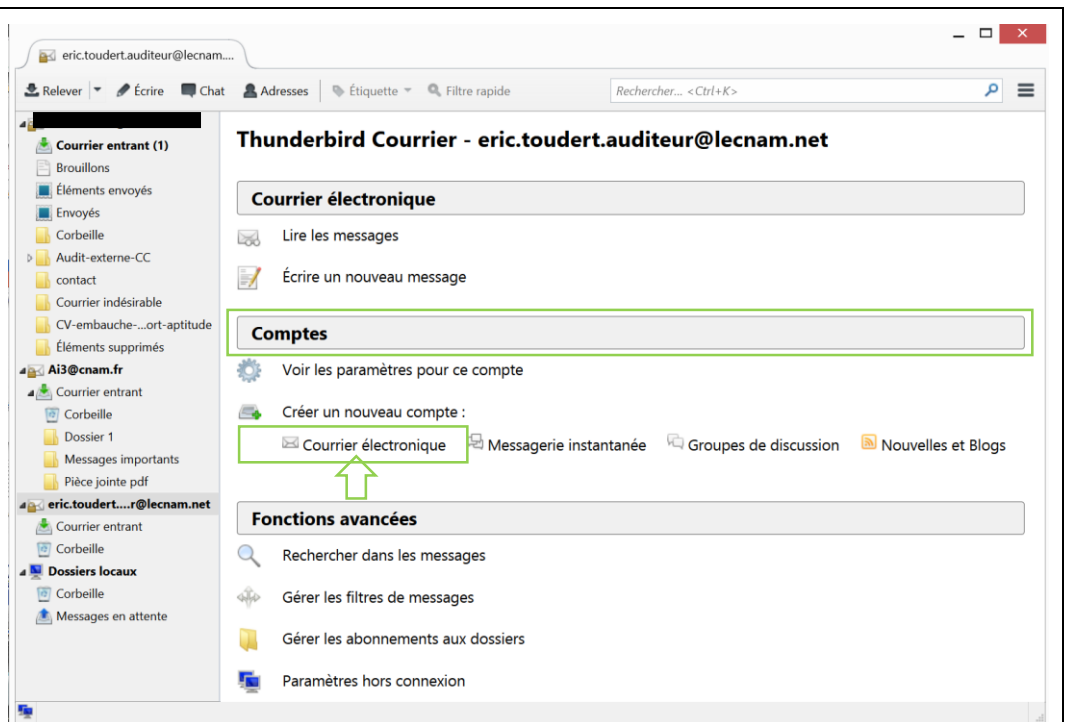 eric.toudert.auditeur@lecnam....
Relever Écrire Chat Adresses Étiquette Filtre rapide Rechercher... <Ctrl+K>
Courrier entrant (1)
Brouillons
Éléments envoyés
Envoyés
Corbeille
Audit-externe-CC
contact
Courrier indésirable
CV-embauche-...ort-aptitude
Éléments supprimés
Ai3@cnam.fr
Courrier entrant
Corbeille
Dossier 1
Messages importants
Pièce jointe pdf
eric.toudert....r@lecnam.net
Courrier entrant
Corbeille
Dossiers locaux
Corbeille
Messages en attente
Thunderbird Courrier - eric.toudert.auditeur@lecnam.net
Courrier électronique
Lire les messages
Écrire un nouveau message
Comptes
Voir les paramètres pour ce compte
Créer un nouveau compte :
Courrier électronique Messagerie instantanée Groupes de discussion Nouvelles et Blogs
Fonctions avancées
Rechercher dans les messages
Gérer les filtres de messages
Gérer les abonnements aux dossiers
Paramètres hors connexion